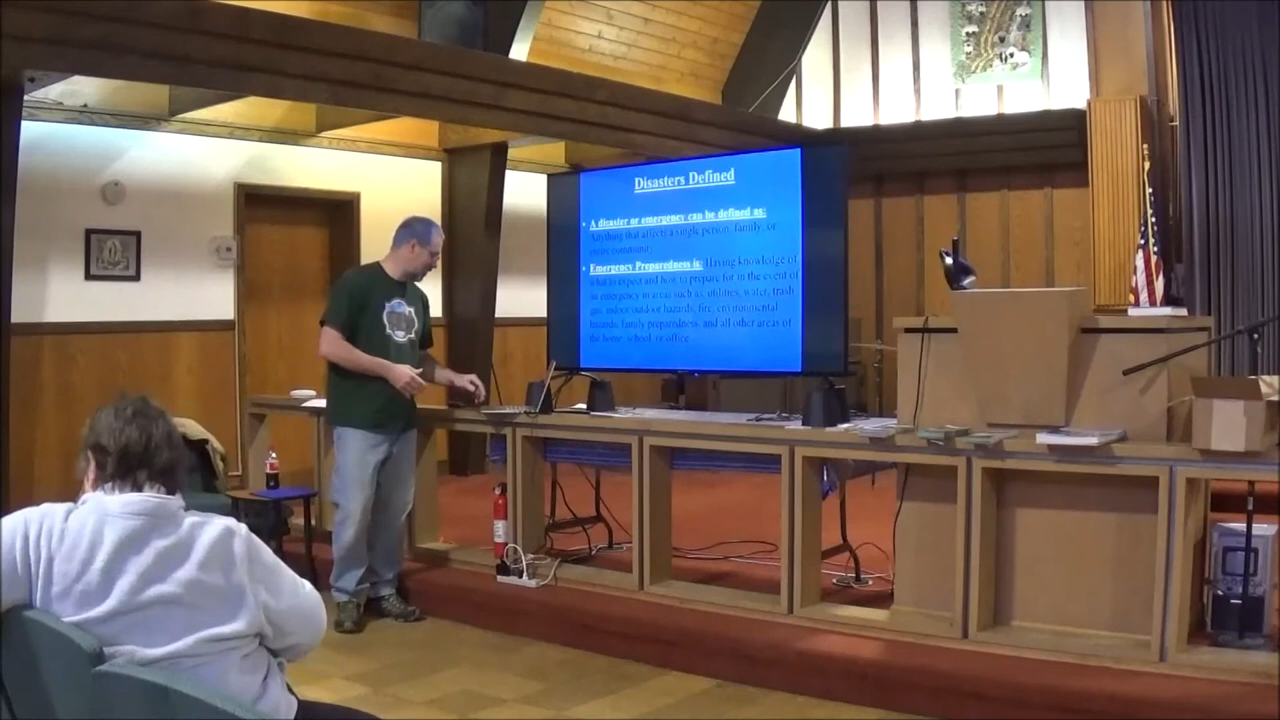 Disasters Defined
• A disaster or emergency can be defined as:
Anything that affects a single person, family, or
entire community.
• Emergency Preparedness is: Having knowledge of
what to expect and how to prepare for in the event of
an emergency in areas such as, utilities, water, trash
gas, indoor/outdoor hazards, fire, environmental
hazards, family preparedness, and all other areas of
the home, school, or office